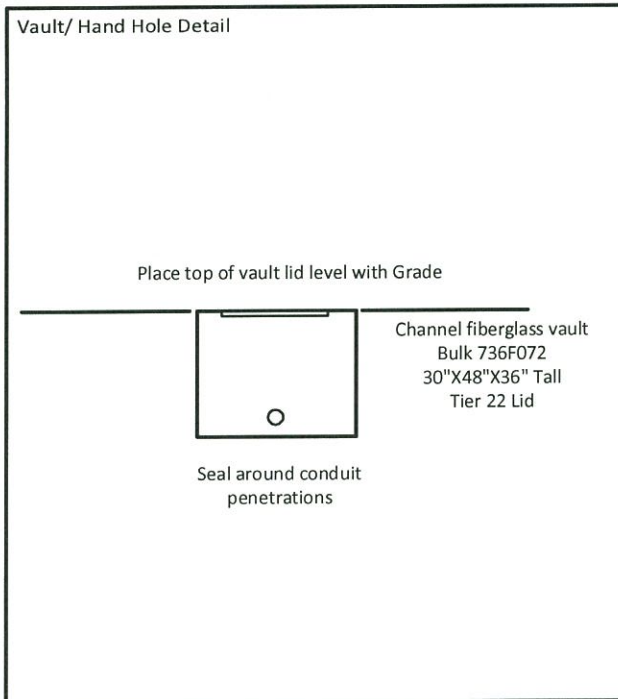 Vault/ Hand Hole Detail
Place top of vault lid level with Grade
Channel fiberglass vault
Bulk 736F072
30"X48"X36" Tall
Tier 22 Lid
Seal around conduit
penetrations